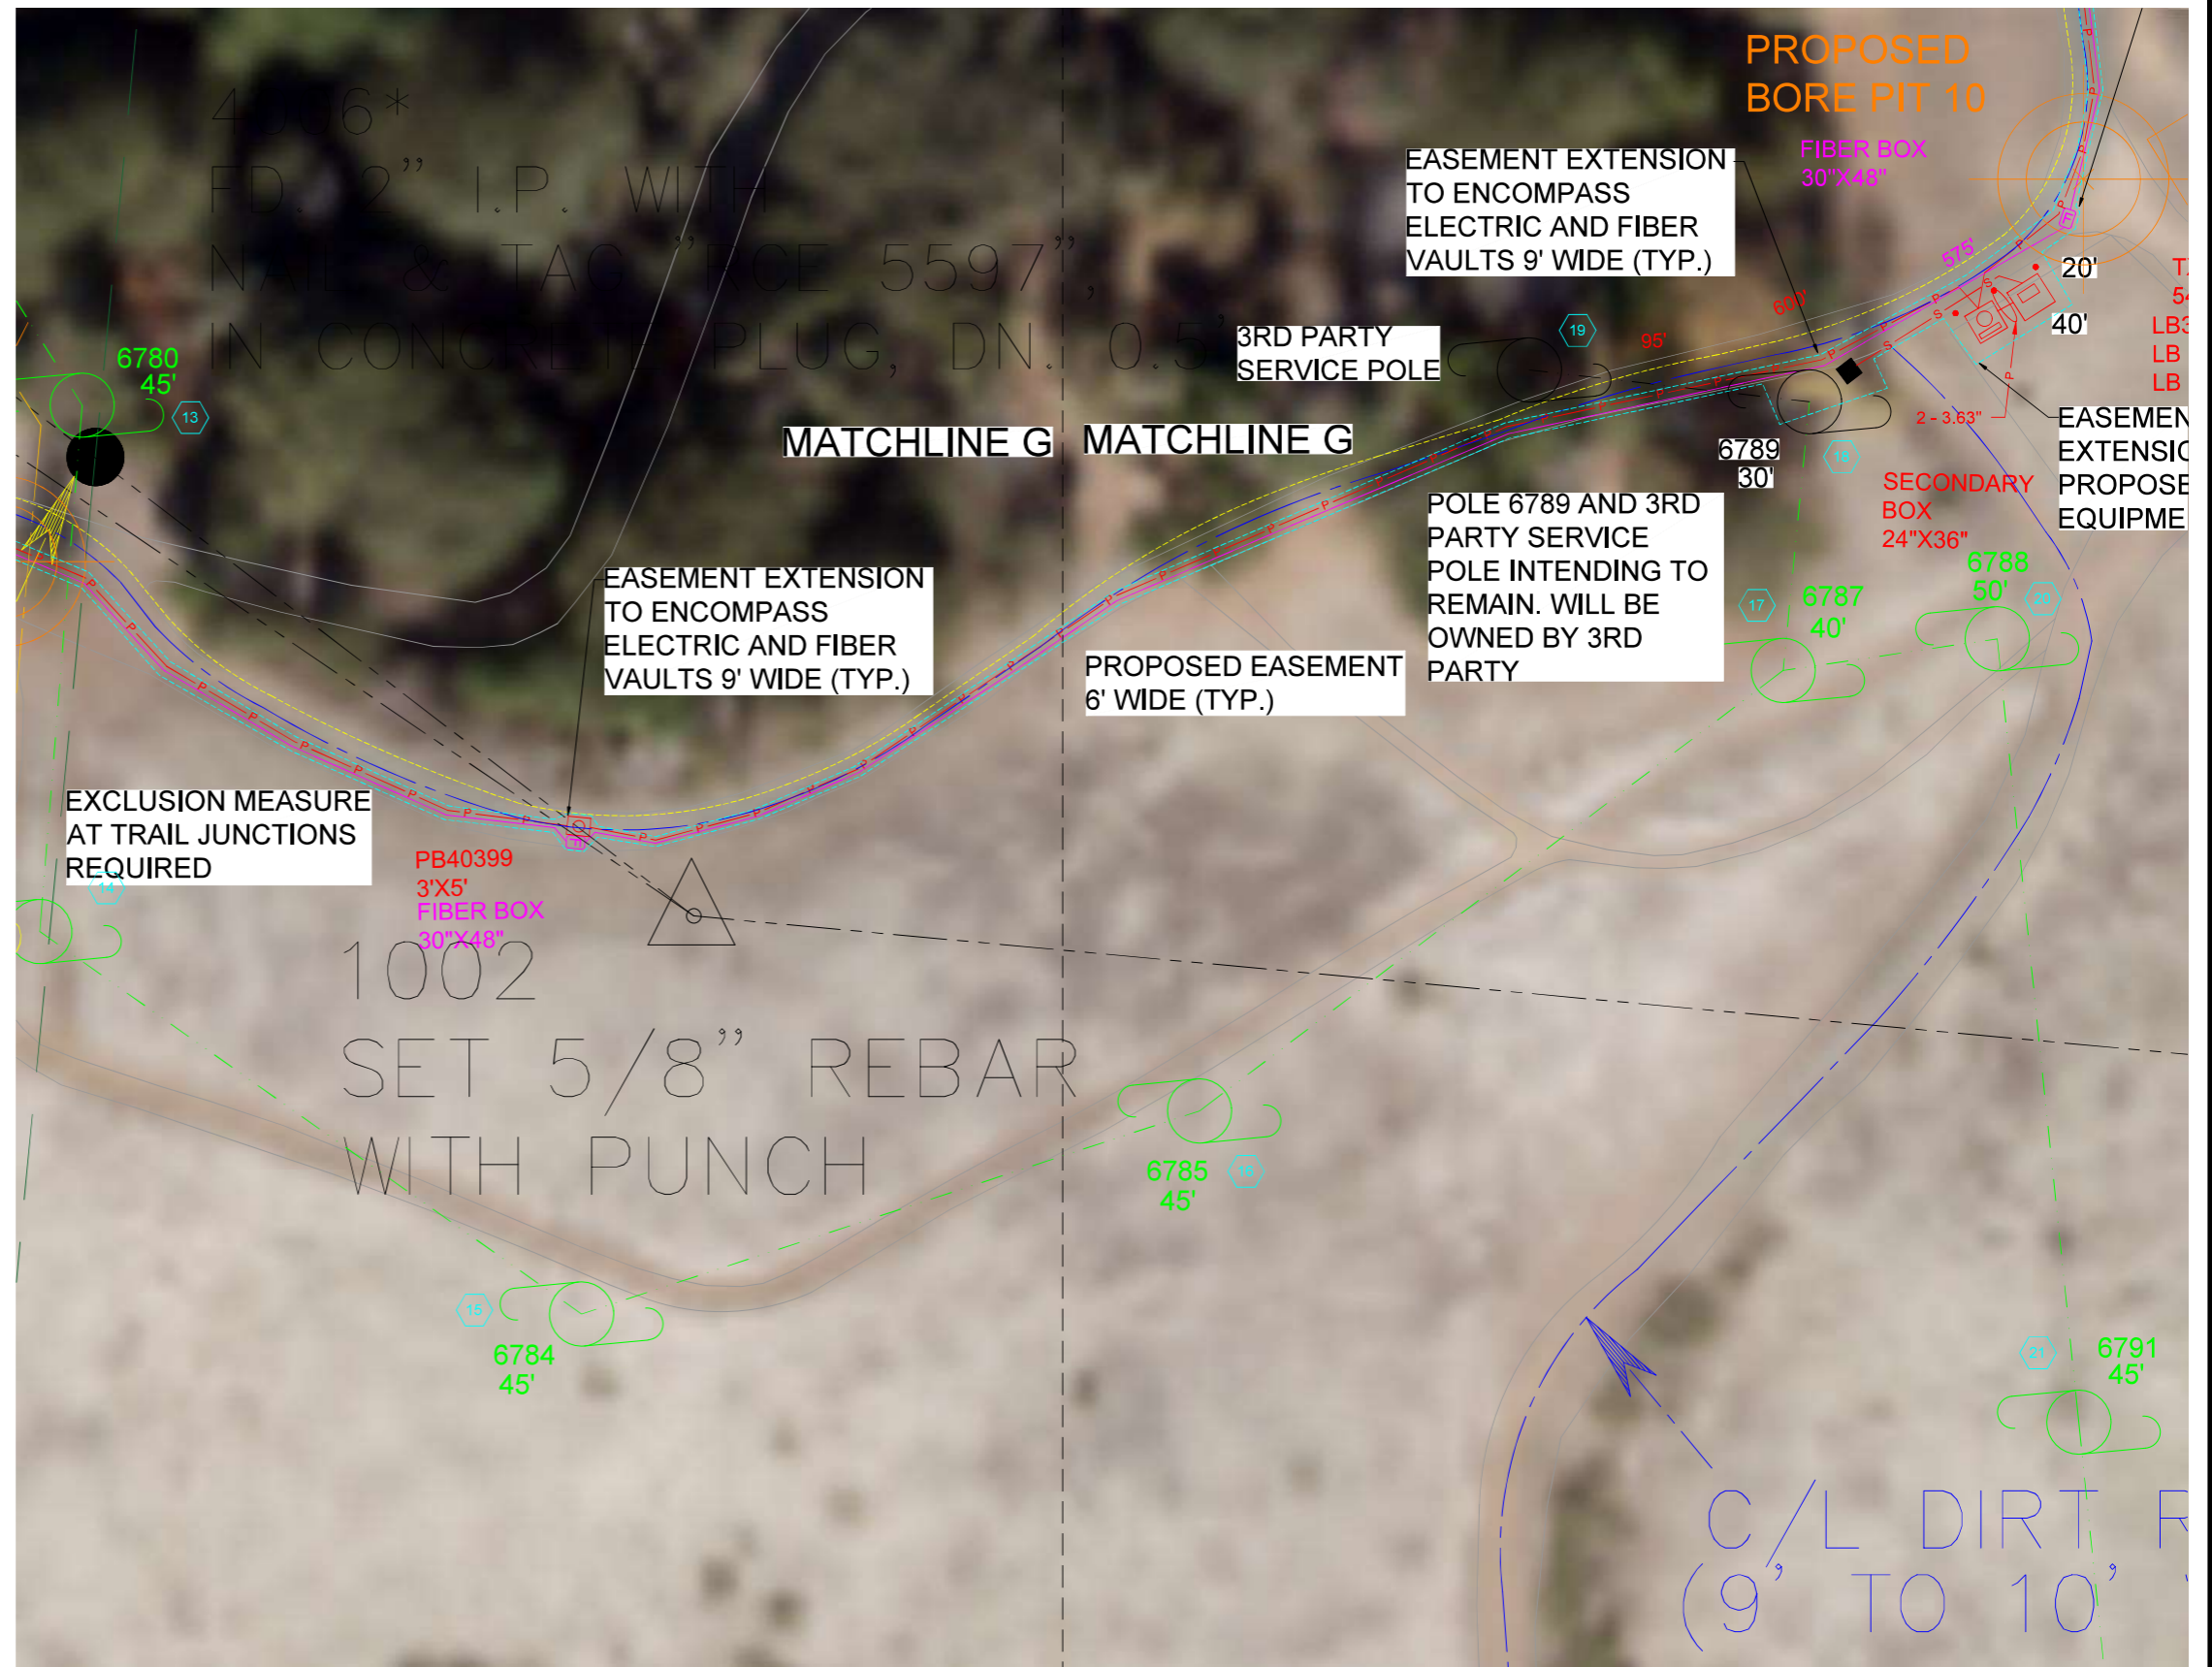 4
6*
FD. 2" I.P. WITH
NAIL & TAG "RCE 5597",
IN CONCRETE PLUG, DN. 0.5'
6780
45'
13
MATCHLINE G
MATCHLINE G
PROPOSED
BORE PIT 10
FIBER BOX
30"X48"
EASEMENT EXTENSION
TO ENCOMPASS
ELECTRIC AND FIBER
VAULTS 9' WIDE (TYP.)
3RD PARTY
SERVICE POLE
19
95'
600'
575'
20'
40'
LB
LB
2 - 3.63"
6789
30'
18
SECONDARY
BOX
24"X36"
POLE 6789 AND 3RD
PARTY SERVICE
POLE INTENDING TO
REMAIN. WILL BE
OWNED BY 3RD
PARTY
EASEMENT EXTENSION
TO ENCOMPASS
ELECTRIC AND FIBER
VAULTS 9' WIDE (TYP.)
PROPOSED EASEMENT
6' WIDE (TYP.)
17
6787
40'
6788
50'
20
EXCLUSION MEASURE
AT TRAIL JUNCTIONS
REQUIRED
14
PB40399
3'X5'
FIBER BOX
30"X48"
1002
SET 5/8" REBAR
WITH PUNCH
6785
45'
16
15
6784
45'
21
6791
45'
C/L DIRT R
(9' TO 10'